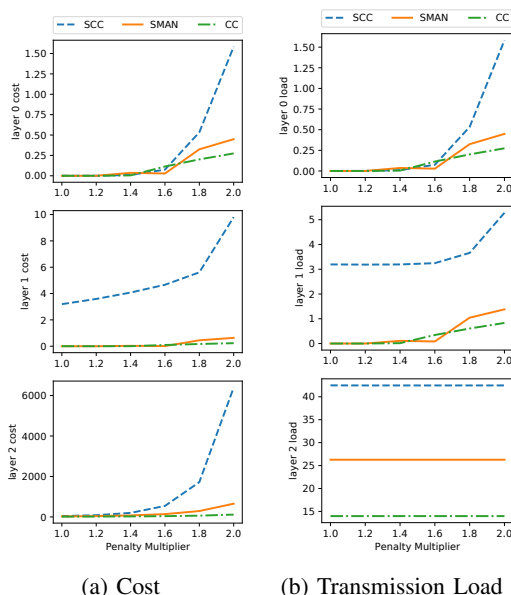 SCC SMAN CC
1.50
1.25
1.00
0.75
0.50
0.25
0.00
layer 0 cost
1.0 1.2 1.4 1.6 1.8 2.0
10
8
6
4
2
0
layer 1 cost
1.0 1.2 1.4 1.6 1.8 2.0
6000
4000
2000
0
layer 2 cost
1.0 1.2 1.4 1.6 1.8 2.0
Penalty Multiplier
(a) Cost
SCC SMAN CC
1.50
1.25
1.00
0.75
0.50
0.25
0.00
layer 0 load
1.0 1.2 1.4 1.6 1.8 2.0
5
4
3
2
1
0
layer 1 load
1.0 1.2 1.4 1.6 1.8 2.0
40
35
30
25
20
15
layer 2 load
1.0 1.2 1.4 1.6 1.8 2.0
Penalty Multiplier
(b) Transmission Load